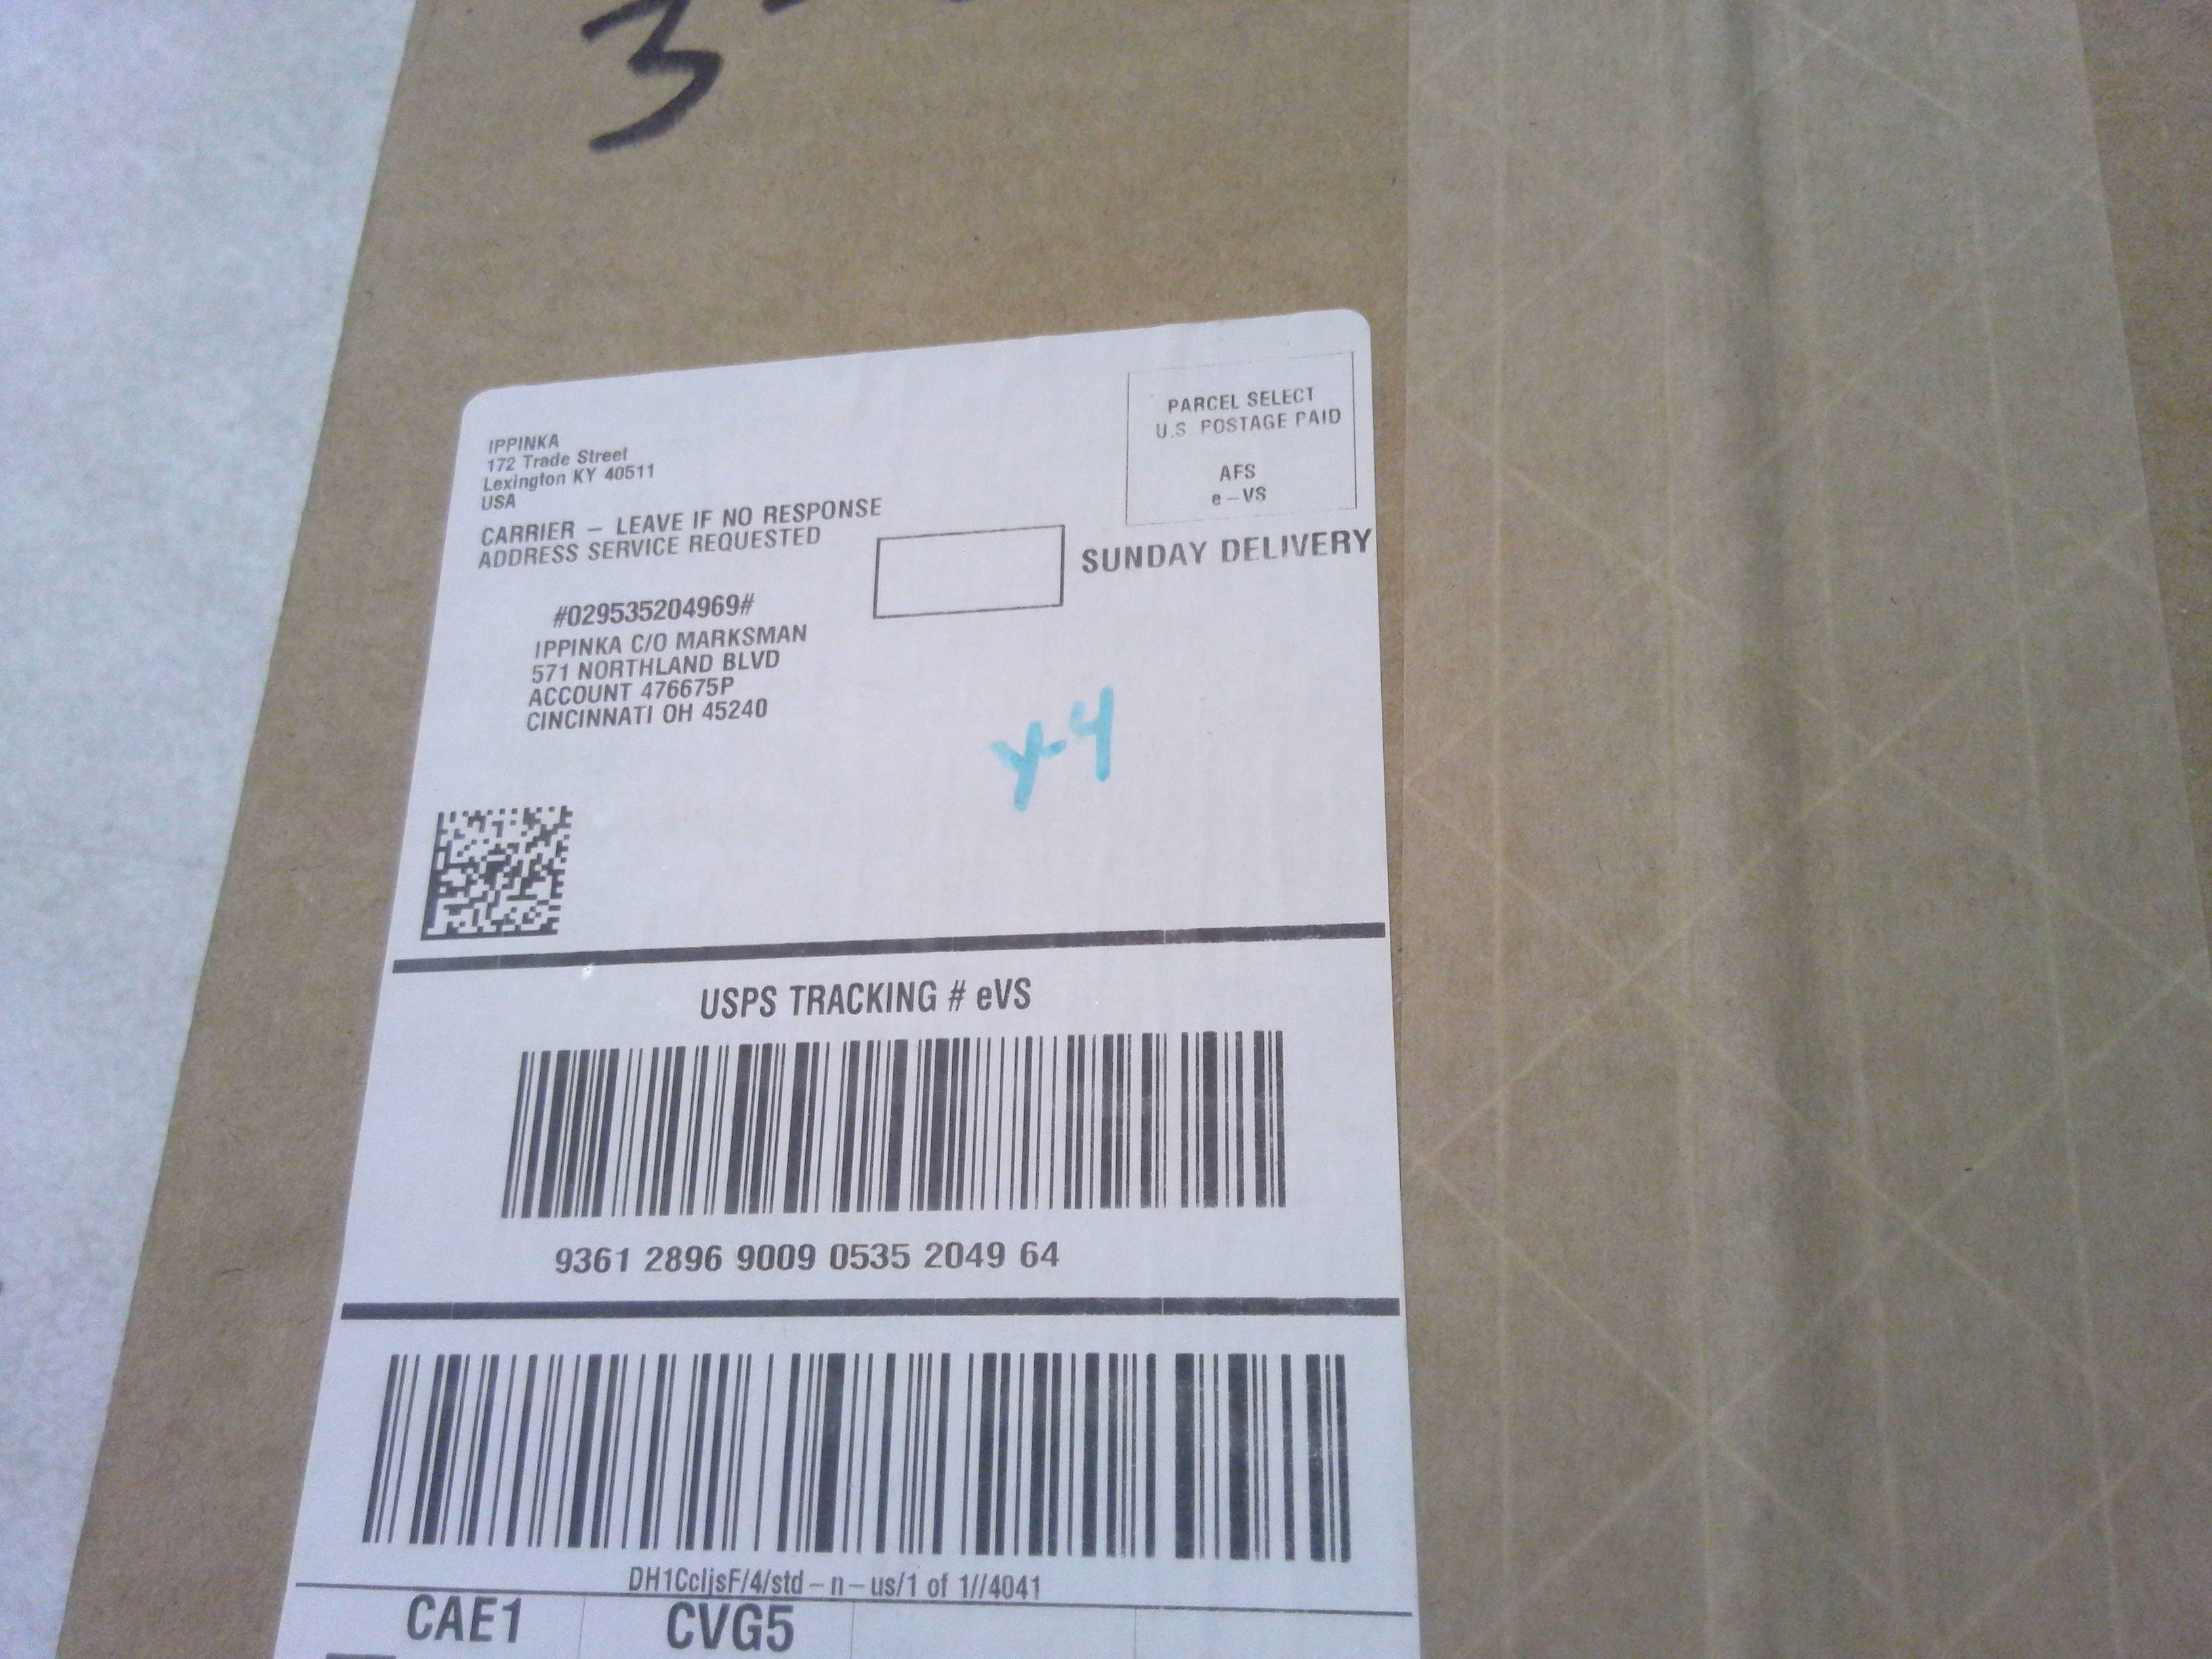 3
IPPINKA
172 Trade Street
Lexington KY 40511
USA
CARRIER – LEAVE IF NO RESPONSE
ADDRESS SERVICE REQUESTED
PARCEL SELECT
U.S POSTAGE PAID
AFS
e–VS
SUNDAY DELIVERY
#029535204969#
IPPINKA C/O MARKSMAN
571 NORTHLAND BLVD
ACCOUNT 476675P
CINCINNATI OH 45240
Y-4
USPS TRACKING # eVS
9361 2896 9009 0535 2049 64
DH1CcljsF/4/std–n–us/1 of 1//4041
CAE1 CVG5